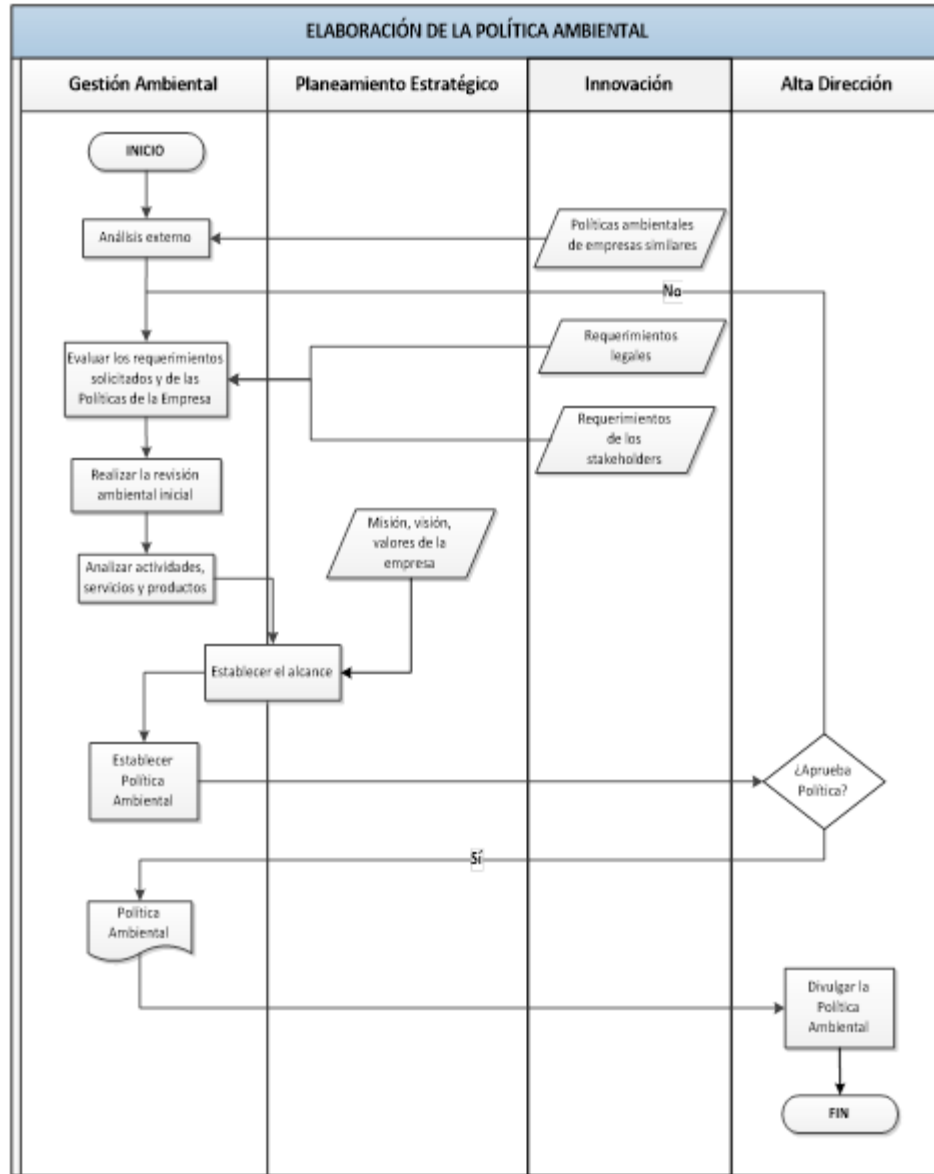 ELABORACIÓN DE LA POLÍTICA AMBIENTAL
Gestión Ambiental
Planeamiento Estratégico
Innovación
Alta Dirección
INICIO
Análisis externo
Políticas ambientales
de empresas similares
No
Evaluar los requerimientos
solicitados y de las
Políticas de la Empresa
Requerimientos
legales
Requerimientos
de los
stakeholders
Realizar la revisión
ambiental inicial
Misión, visión,
valores de la
empresa
Analizar actividades,
servicios y productos
Establecer el alcance
Establecer
Política
Ambiental
¿Aprueba
Política?
Sí
Política
Ambiental
Divulgar la
Política
Ambiental
FIN